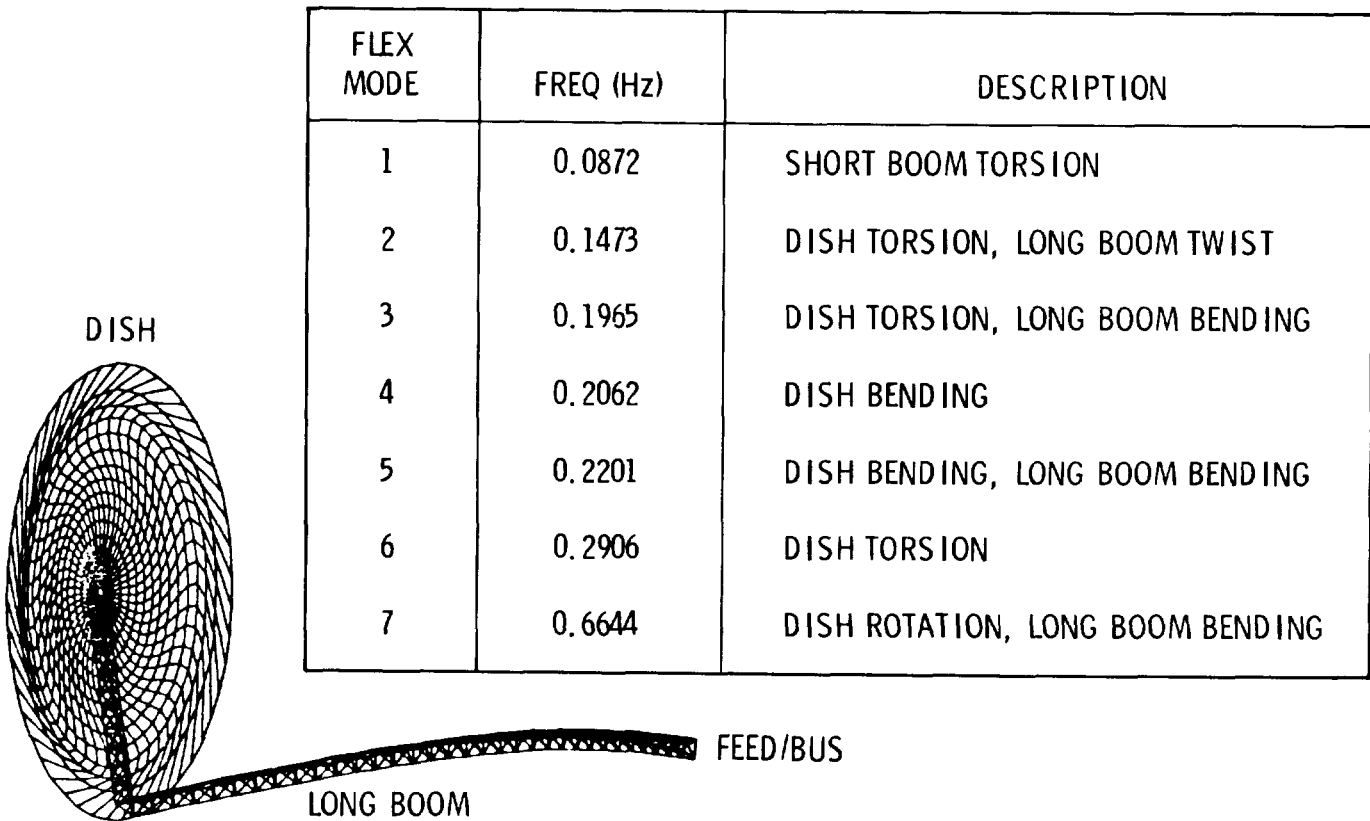 FLEX MODE FREQ (Hz) DESCRIPTION
1 0.0872 SHORT BOOM TORSION
2 0.1473 DISH TORSION, LONG BOOM TWIST
3 0.1965 DISH TORSION, LONG BOOM BENDING
4 0.2062 DISH BENDING
5 0.2201 DISH BENDING, LONG BOOM BENDING
6 0.2906 DISH TORSION
7 0.6644 DISH ROTATION, LONG BOOM BENDING
DISH
FEED/BUS
LONG BOOM